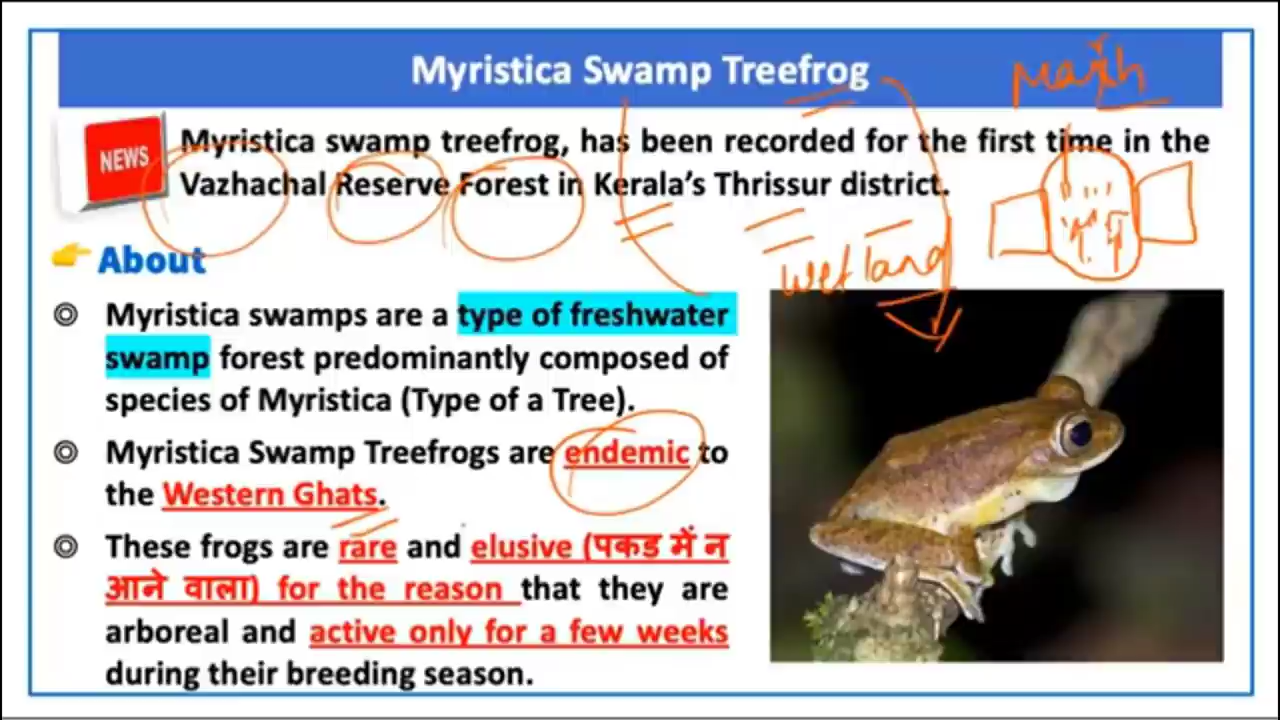 Myristica Swamp Treefrog
Marsh
NEWS
Myristica swamp treefrog, has been recorded for the first time in the
Vazhachal Reserve Forest in Kerala's Thrissur district.
wetland
👉 About
◎ Myristica swamps are a type of freshwater
swamp forest predominantly composed of
species of Myristica (Type of a Tree).
◎ Myristica Swamp Treefrogs are endemic to
the Western Ghats.
◎ These frogs are rare and elusive (पकड में न
आने वाला) for the reason that they are
arboreal and active only for a few weeks
during their breeding season.